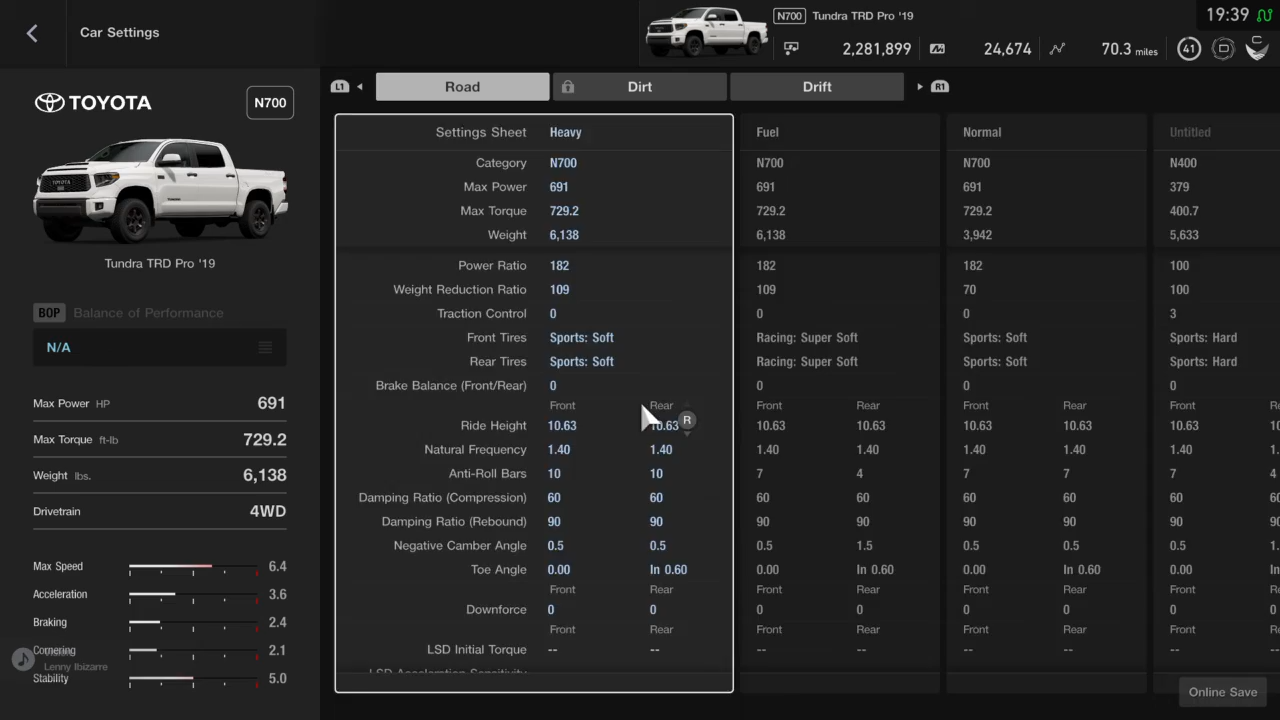 Car Settings
N700 Tundra TRD Pro '19
19:39
2,281,899 24,674 70.3 miles 41 D C
TOYOTA N700
Tundra TRD Pro '19
BOP Balance of Performance
N/A
Max Power HP 691
Max Torque ft-lb 729.2
Weight lbs. 6,138
Drivetrain 4WD
Max Speed 6.4
Acceleration 3.6
Braking 2.4
Cornering 2.1
Lenny Ibizarre
Stability 5.0
L1 Road Dirt Drift R1
Settings Sheet Heavy Fuel Normal Untitled
Category N700 N700 N700 N400
Max Power 691 691 691 379
Max Torque 729.2 729.2 729.2 400.7
Weight 6,138 6,138 3,942 5,633
Power Ratio 182 182 182 100
Weight Reduction Ratio 109 109 70 100
Traction Control 0 0 0 3
Front Tires Sports: Soft Racing: Super Soft Sports: Soft Sports: Hard
Rear Tires Sports: Soft Racing: Super Soft Sports: Soft Sports: Hard
Brake Balance (Front/Rear) 0 0 0 0
Front Rear Front Rear Front Rear Front
R
Ride Height 10.63 10.63 10.63 10.63 10.63 10.63 10.63 10
Natural Frequency 1.40 1.40 1.40 1.40 1.40 1.40 1.40 1.
Anti-Roll Bars 10 10 7 4 7 7 7 4
Damping Ratio (Compression) 60 60 60 60 60 60 60 60
Damping Ratio (Rebound) 90 90 90 90 90 90 90 90
Negative Camber Angle 0.5 0.5 0.5 1.5 0.5 0.5 0.5 1.
Toe Angle 0.00 In 0.60 0.00 In 0.60 0.00 In 0.60 0.00 In
Front Rear Front Rear Front Rear Front
Downforce 0 0 0 0 0 0 0 0
Front Rear Front Rear Front Rear Front
LSD Initial Torque -- -- -- -- -- -- -- --
LSD Acceleration Sensitivity
Online Save